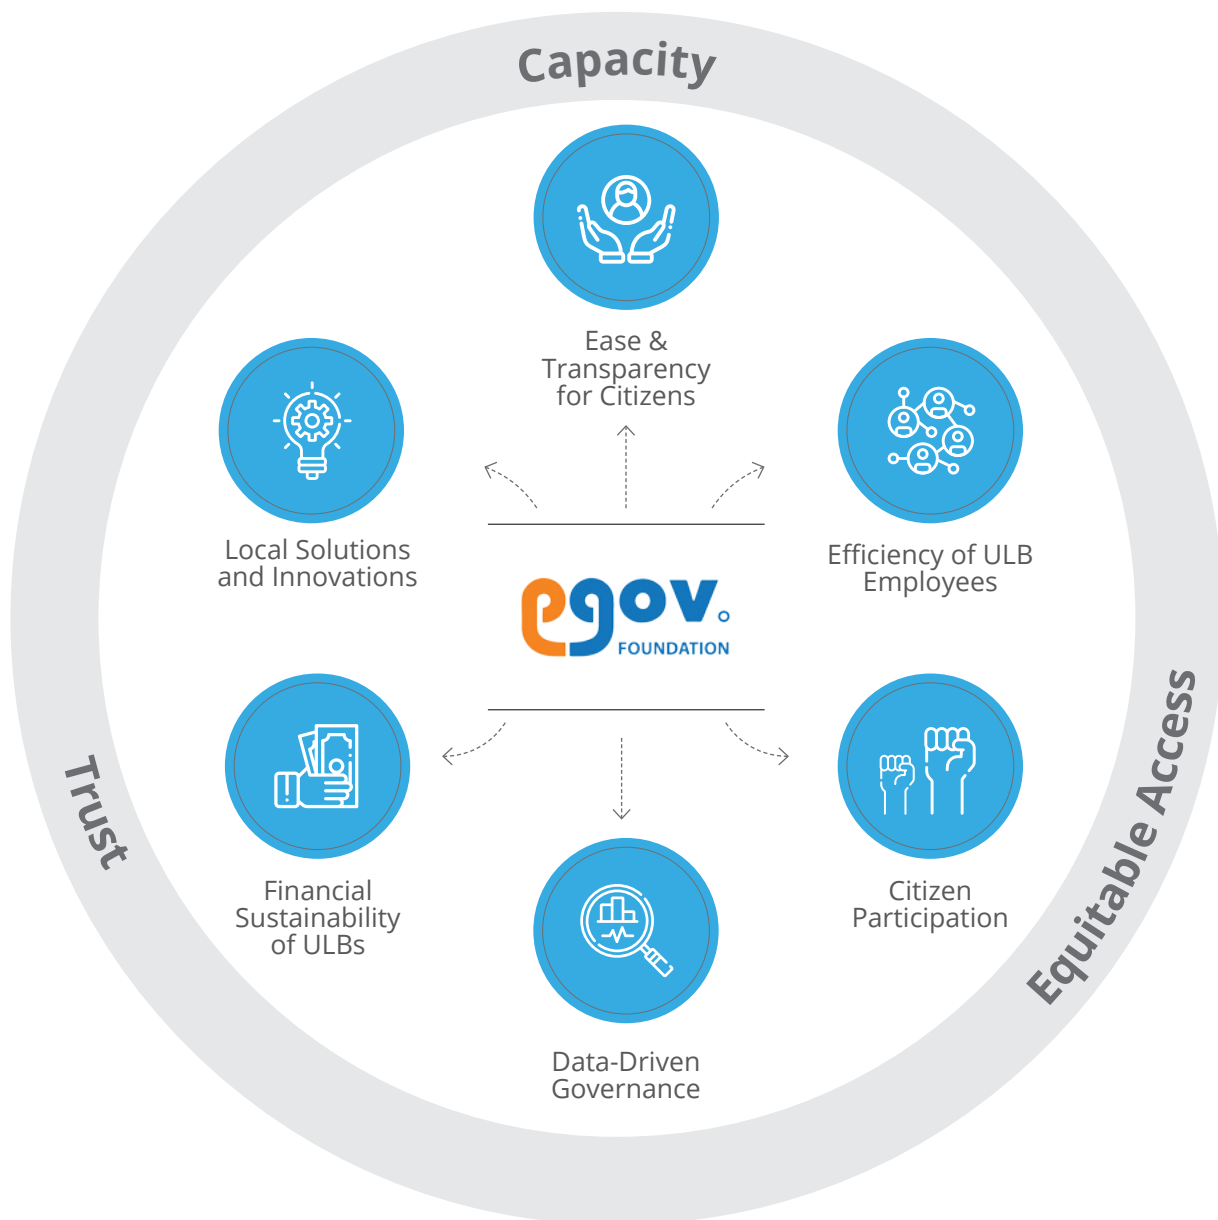 Capacity
Ease &
Transparency
for Citizens
Local Solutions
and Innovations
Efficiency of ULB
Employees
egov.
FOUNDATION
Trust
Equitable Access
Financial
Sustainability
of ULBs
Citizen
Participation
Data-Driven
Governance